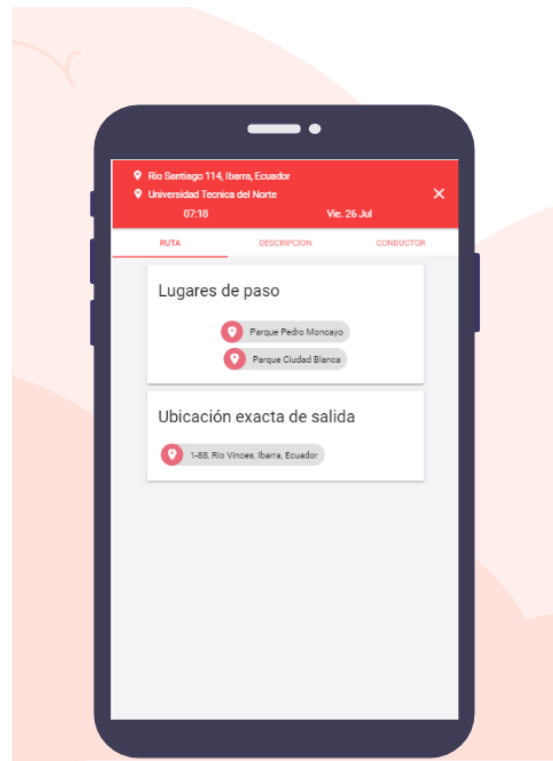 Rio Santiago 114, Ibarra, Ecuador
Universidad Tecnica del Norte
07:18 Vie. 26 Jul
RUTA DESCRIPCION CONDUCTOR
Lugares de paso
Parque Pedro Moncayo
Parque Ciudad Blanca
Ubicación exacta de salida
1-88, Rio Vinces, Ibarra, Ecuador